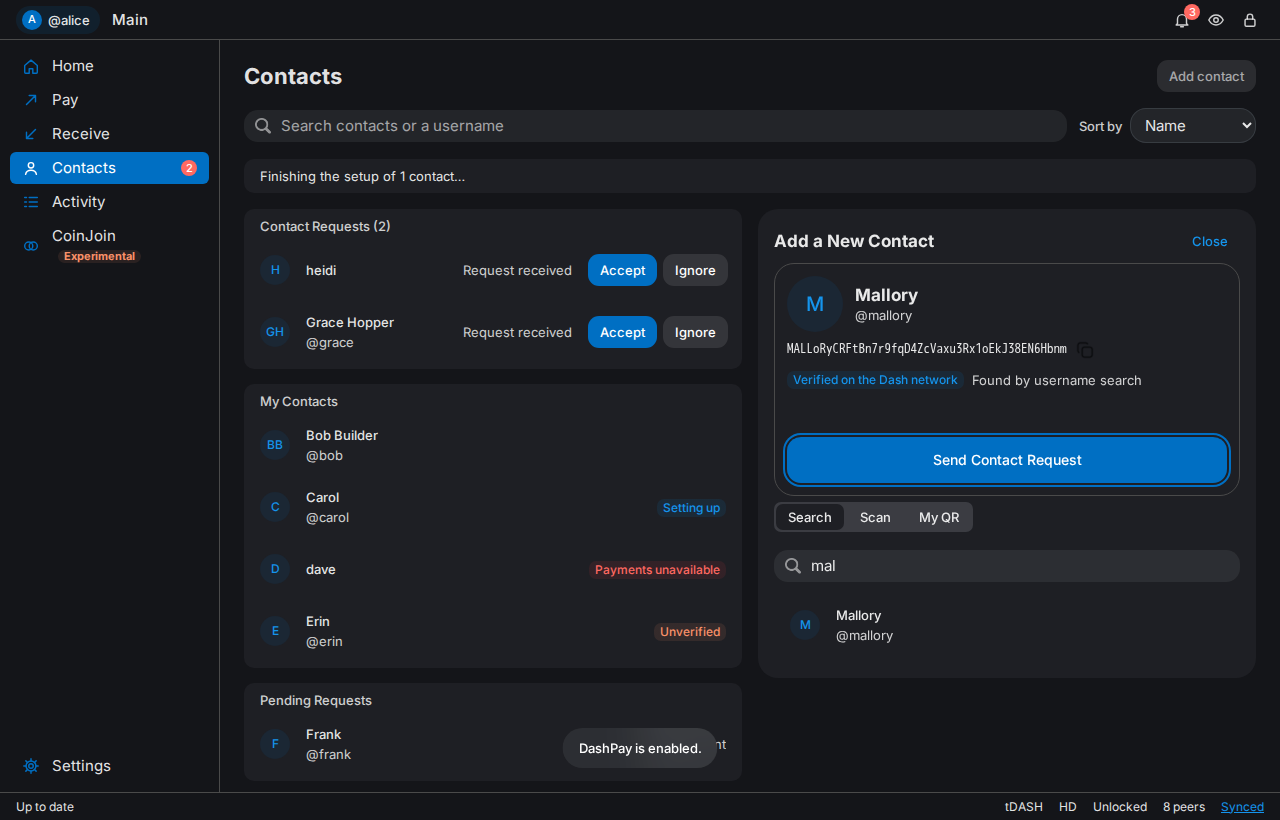 A @alice Main 3
Home
Pay
Receive
Contacts 2
Activity
CoinJoin
Experimental
Settings
Contacts
Add contact
Search contacts or a username
Sort by Name
Finishing the setup of 1 contact...
Contact Requests (2)
H heidi Request received Accept Ignore
GH Grace Hopper
@grace
Request received Accept Ignore
My Contacts
BB Bob Builder
@bob
C Carol
@carol
Setting up
D dave Payments unavailable
E Erin
@erin
Unverified
Pending Requests
F Frank
@frank
DashPay is enabled.
Add a New Contact Close
M Mallory
@mallory
MALLoRyCRFtBn7r9fqD4ZcVaxu3Rx1oEkJ38EN6Hbnm
Verified on the Dash network Found by username search
Send Contact Request
Search Scan My QR
mal
M Mallory
@mallory
Up to date tDASH HD Unlocked 8 peers Synced